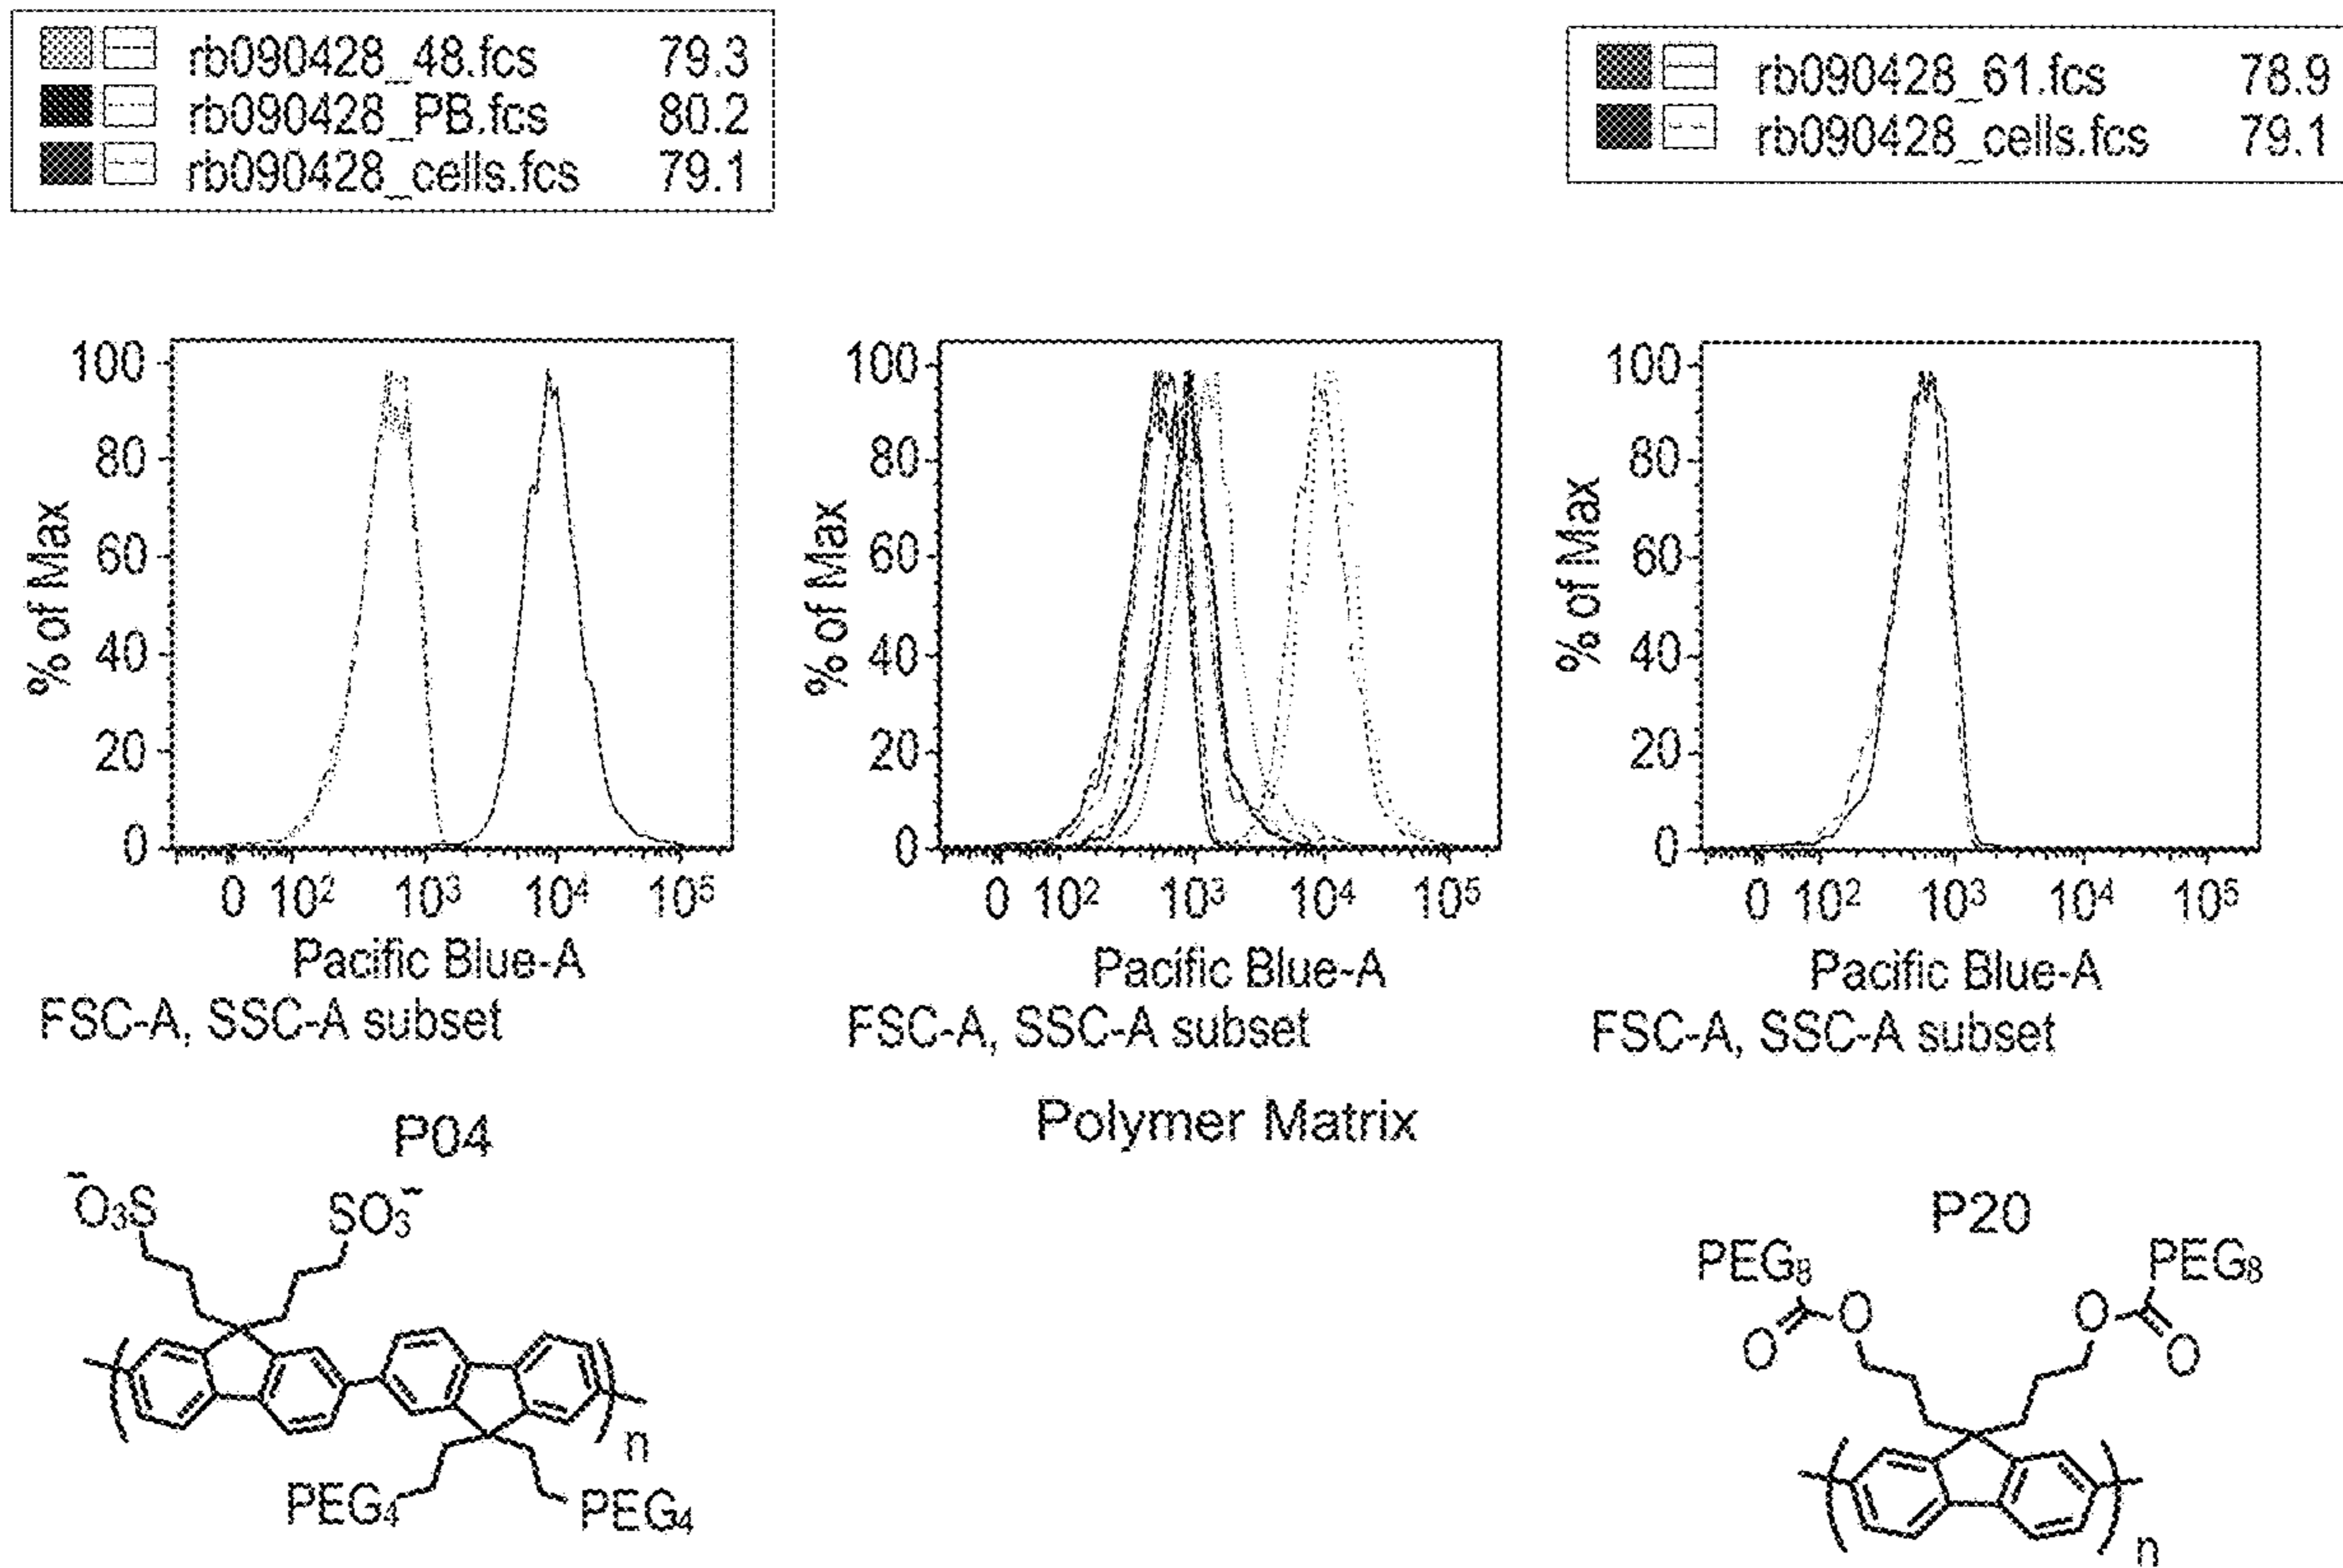 rb090428_48.fcs 79.3
rb090428_PB.fcs 80.2
rb090428_cells.fcs 79.1
rb090428_61.fcs 78.9
rb090428_cells.fcs 79.1
% of Max
100
80
60
40
20
0
0 10² 10³ 10⁴ 10⁵
Pacific Blue-A
FSC-A, SSC-A subset
% of Max
100
80
60
40
20
0
0 10² 10³ 10⁴ 10⁵
Pacific Blue-A
FSC-A, SSC-A subset
% of Max
100
80
60
40
20
0
0 10² 10³ 10⁴ 10⁵
Pacific Blue-A
FSC-A, SSC-A subset
P04
⁻O₃S SO₃⁻
n
PEG₄ PEG₄
Polymer Matrix
P20
PEG₈ PEG₈
O O O O
n